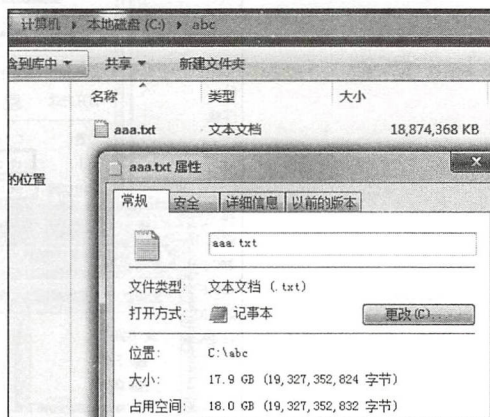 计算机 ▸ 本地磁盘 (C:) ▸ abc
含到库中 ▼ 共享 ▼ 新建文件夹
名称 类型 大小
aaa.txt 文本文档 18,874,368 KB
的位置
aaa.txt 属性
常规 安全 详细信息 以前的版本
aaa.txt
文件类型: 文本文档 (.txt)
打开方式: 记事本 更改(C)...
位置: C:\abc
大小: 17.9 GB (19,327,352,824 字节)
占用空间: 18.0 GB (19,327,352,832 字节)